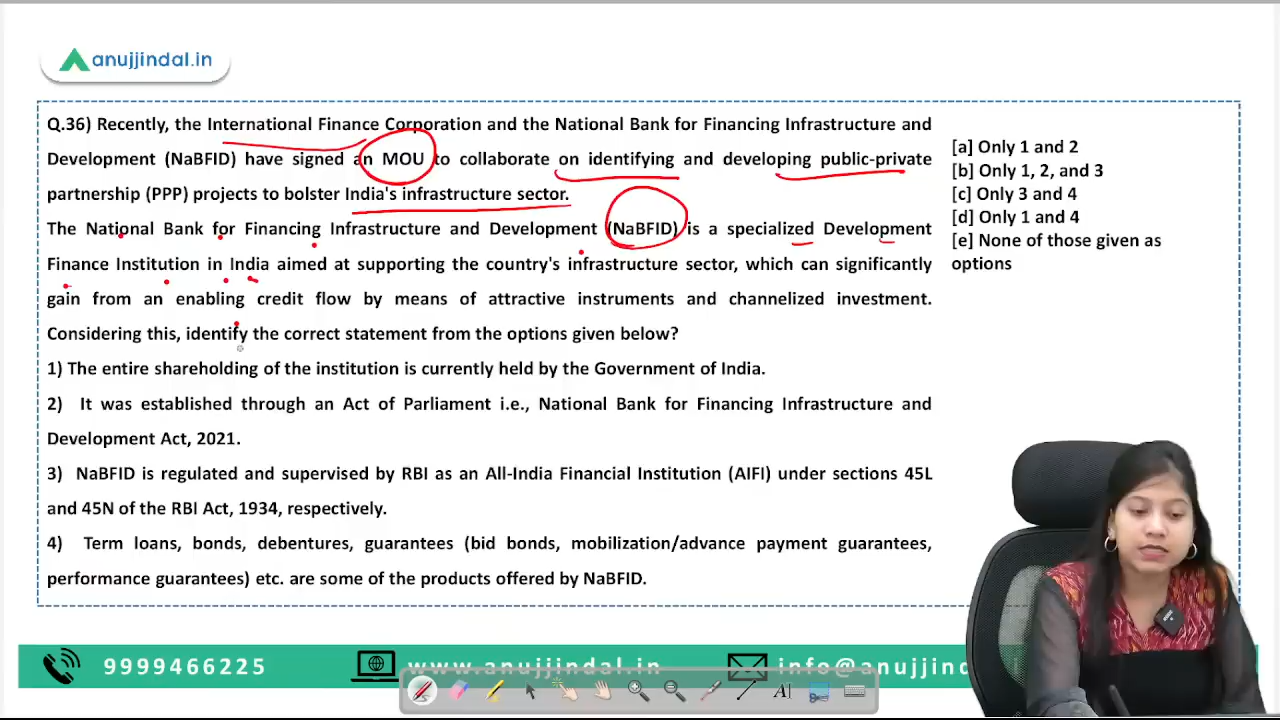 anujjindal.in
Q.36) Recently, the International Finance Corporation and the National Bank for Financing Infrastructure and
Development (NaBFID) have signed an MOU to collaborate on identifying and developing public-private
partnership (PPP) projects to bolster India's infrastructure sector.
The National Bank for Financing Infrastructure and Development (NaBFID) is a specialized Development
Finance Institution in India aimed at supporting the country's infrastructure sector, which can significantly
gain from an enabling credit flow by means of attractive instruments and channelized investment.
Considering this, identify the correct statement from the options given below?
1) The entire shareholding of the institution is currently held by the Government of India.
2) It was established through an Act of Parliament i.e., National Bank for Financing Infrastructure and
Development Act, 2021.
3) NaBFID is regulated and supervised by RBI as an All-India Financial Institution (AIFI) under sections 45L
and 45N of the RBI Act, 1934, respectively.
4) Term loans, bonds, debentures, guarantees (bid bonds, mobilization/advance payment guarantees,
performance guarantees) etc. are some of the products offered by NaBFID.
[a] Only 1 and 2
[b] Only 1, 2, and 3
[c] Only 3 and 4
[d] Only 1 and 4
[e] None of those given as
options
9999466225
www.anujjindal.in
info@anujjind